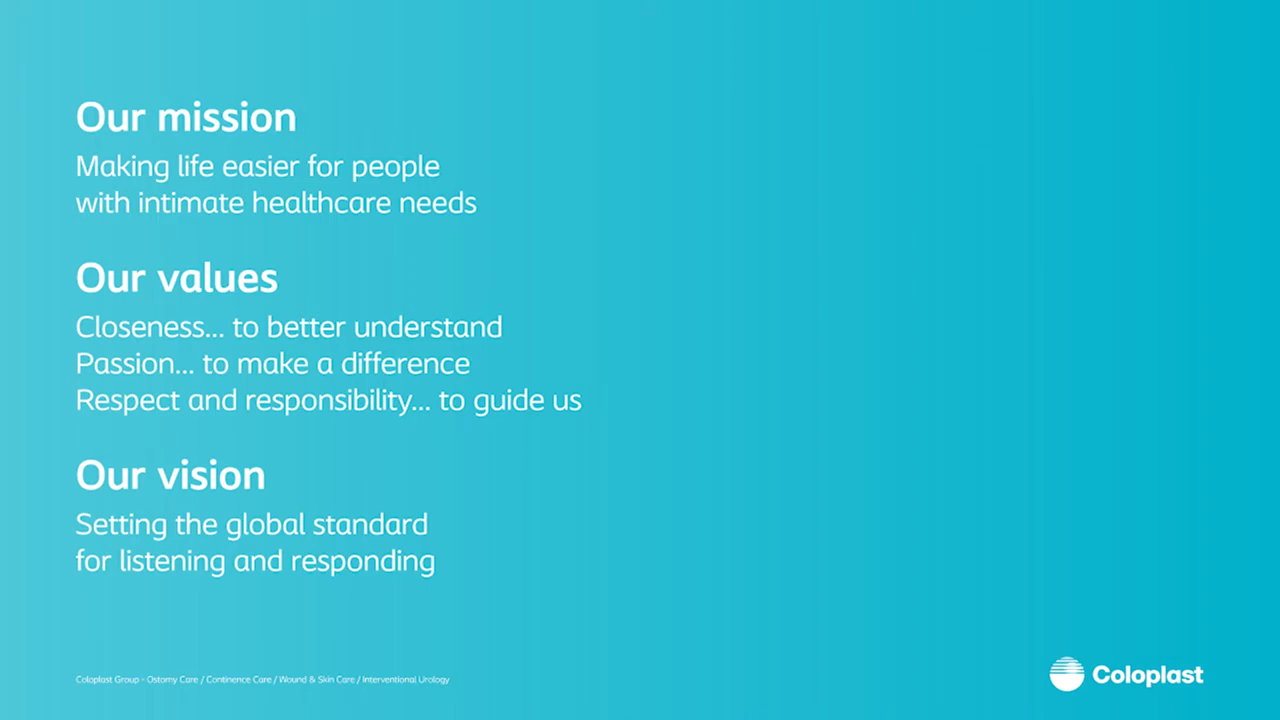 Our mission
Making life easier for people
with intimate healthcare needs
Our values
Closeness... to better understand
Passion... to make a difference
Respect and responsibility... to guide us
Our vision
Setting the global standard
for listening and responding
Coloplast Group - Ostomy Care / Continence Care / Wound & Skin Care / Interventional Urology
Coloplast